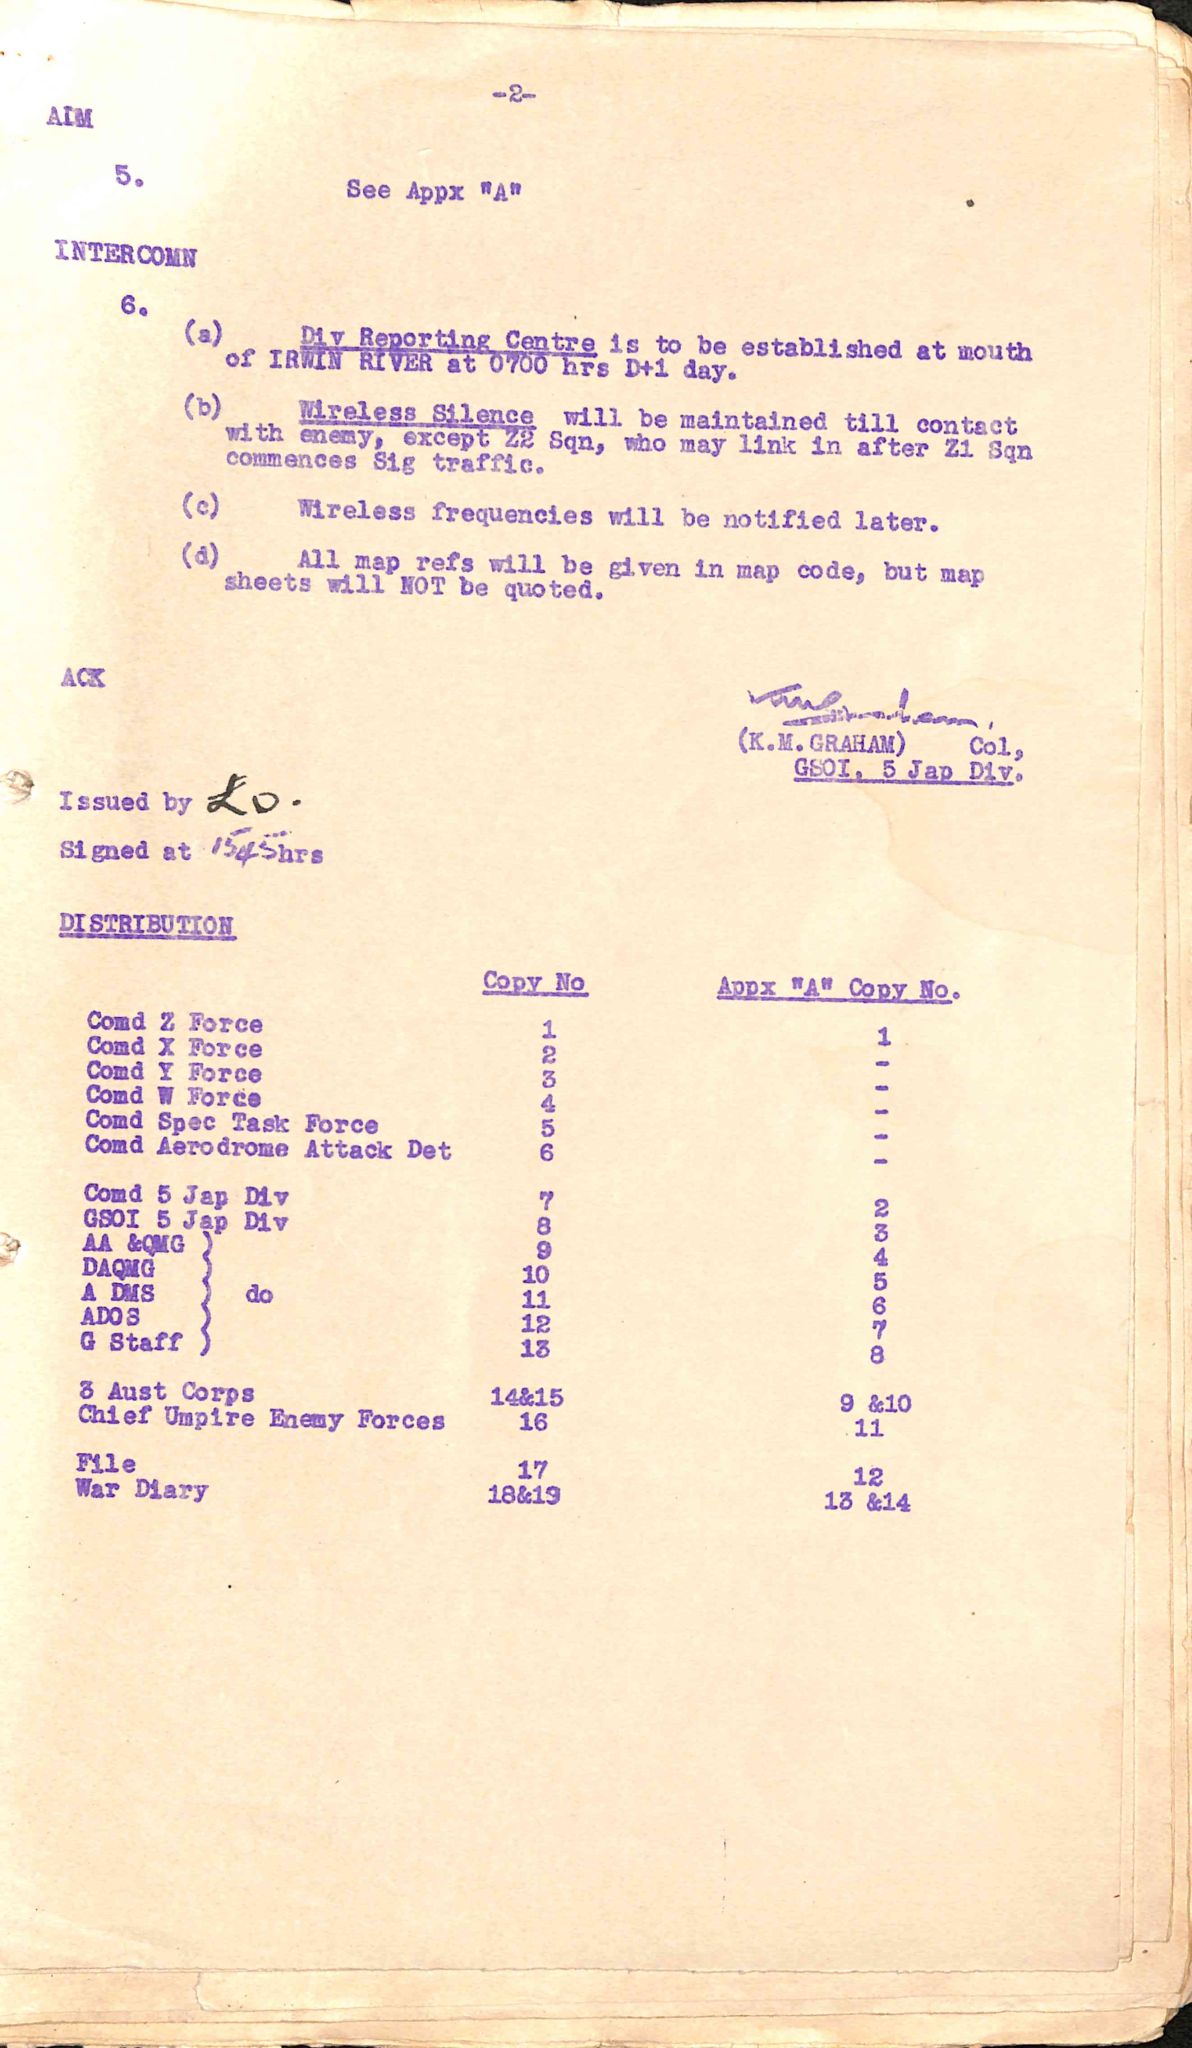 -2-
ADM
5. See Appx "A"
INTERCOMN
6.
(a) Div Reporting Centre is to be established at mouth
of IRWIN RIVER at 0700 hrs D+1 day.
(b) Wireless Silence will be maintained till contact
with enemy, except Z2 Sqn, who may link in after Z1 Sqn
commences Sig traffic.
(c) Wireless frequencies will be notified later.
(d) All map refs will be given in map code, but map
sheets will NOT be quoted.
ACK
(K.M.GRAHAM) Col,
GSOI, 5 Jap Div.
Issued by LO.
Signed at 1545 hrs
DISTRIBUTION
Copy No Appx "A" Copy No.
Comd Z Force 1 1
Comd X Force 2 -
Comd Y Force 3 -
Comd W Force 4 -
Comd Spec Task Force 5 -
Comd Aerodrome Attack Det 6 -
Comd 5 Jap Div 7 2
GSOI 5 Jap Div 8 3
AA &QMG ) 9 4
DAQMG ) 10 5
A DMS ) do 11 6
ADOS ) 12 7
G Staff ) 13 8
3 Aust Corps 14&15 9 &10
Chief Umpire Enemy Forces 16 11
File 17 12
War Diary 18&19 13 &14